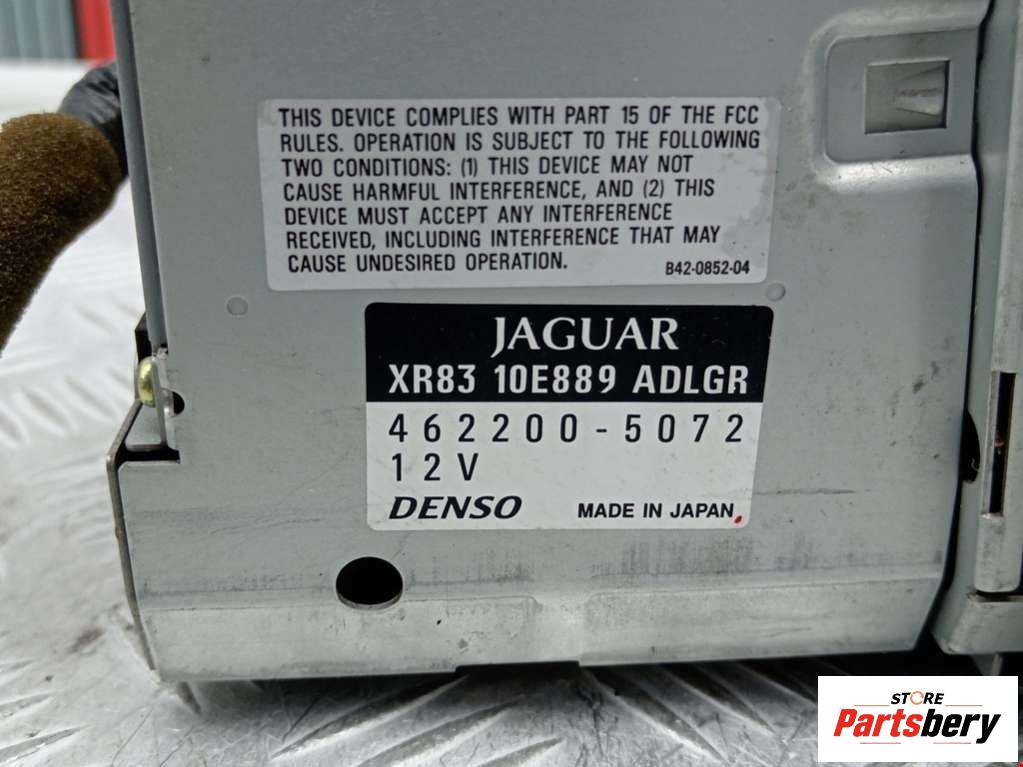 THIS DEVICE COMPLIES WITH PART 15 OF THE FCC
RULES. OPERATION IS SUBJECT TO THE FOLLOWING
TWO CONDITIONS: (1) THIS DEVICE MAY NOT
CAUSE HARMFUL INTERFERENCE, AND (2) THIS
DEVICE MUST ACCEPT ANY INTERFERENCE
RECEIVED, INCLUDING INTERFERENCE THAT MAY
CAUSE UNDESIRED OPERATION. B42-0852-04
JAGUAR
XR83 10E889 ADLGR
462200-5072
12V
DENSO MADE IN JAPAN
STORE
Partsbery